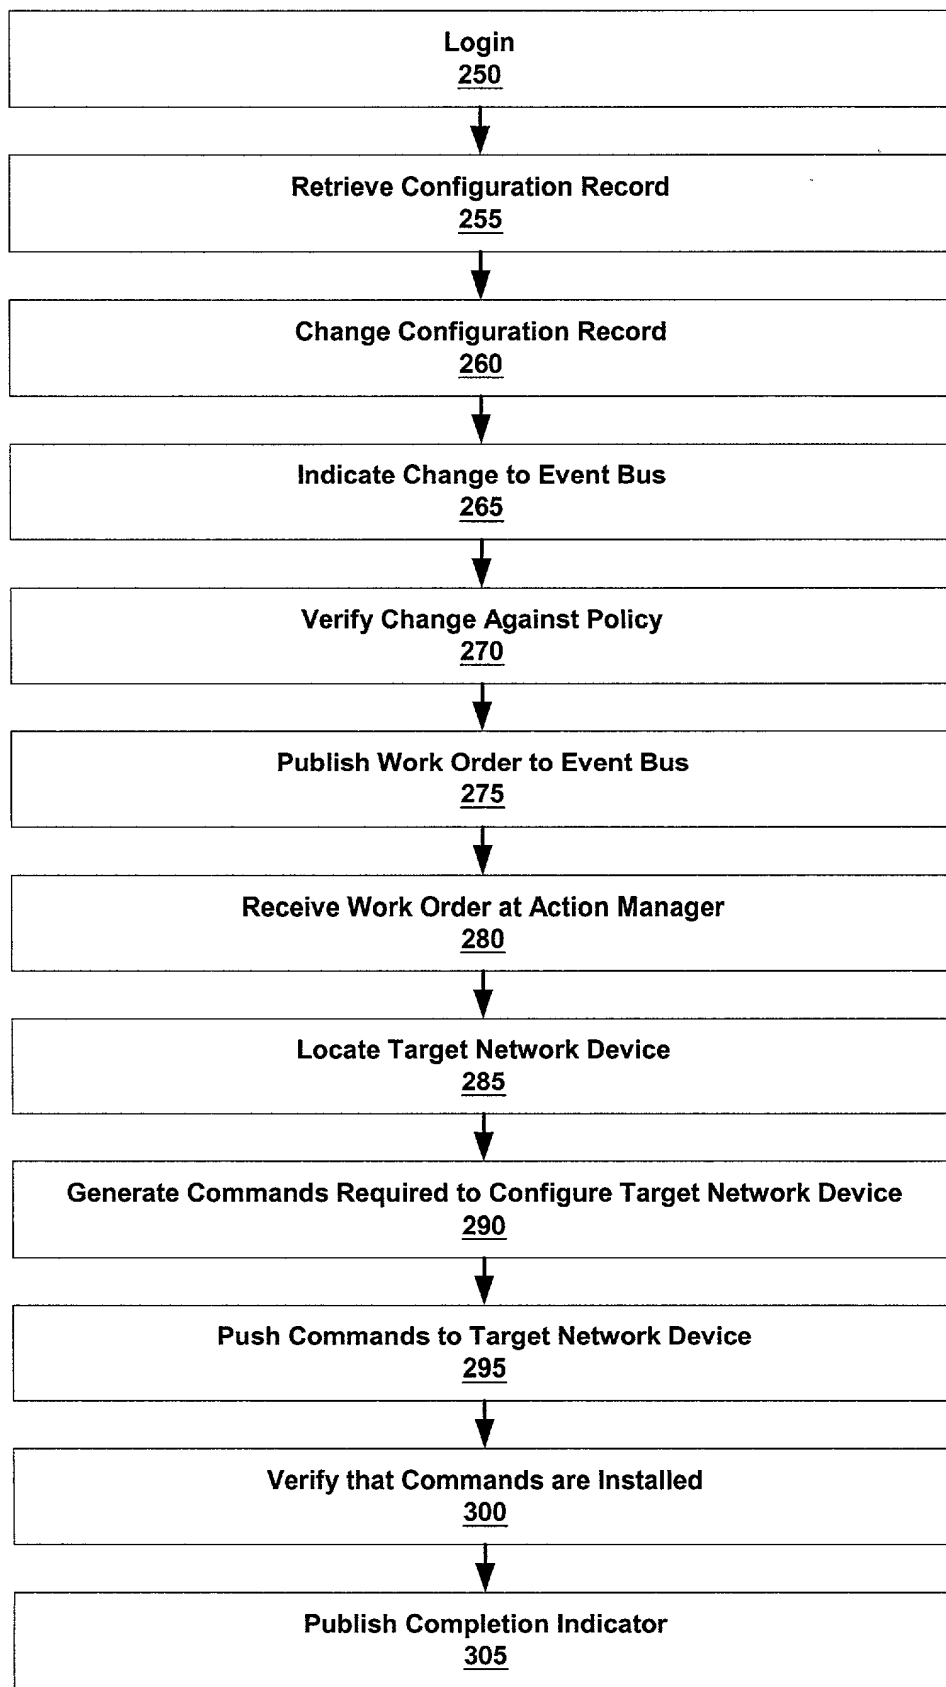 Login
250
Retrieve Configuration Record
255
Change Configuration Record
260
Indicate Change to Event Bus
265
Verify Change Against Policy
270
Publish Work Order to Event Bus
275
Receive Work Order at Action Manager
280
Locate Target Network Device
285
Generate Commands Required to Configure Target Network Device
290
Push Commands to Target Network Device
295
Verify that Commands are Installed
300
Publish Completion Indicator
305